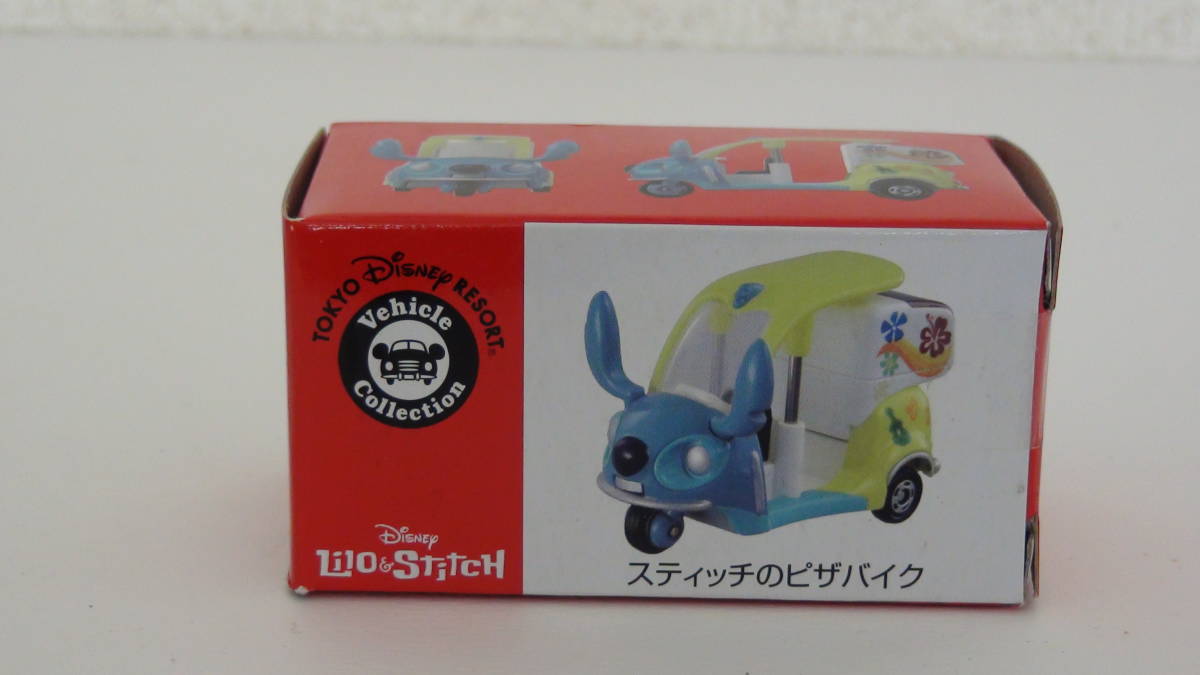 TOKYO Disney RESORT®
Vehicle
Collection
Disney
Lilo & Stitch
スティッチのピザバイク